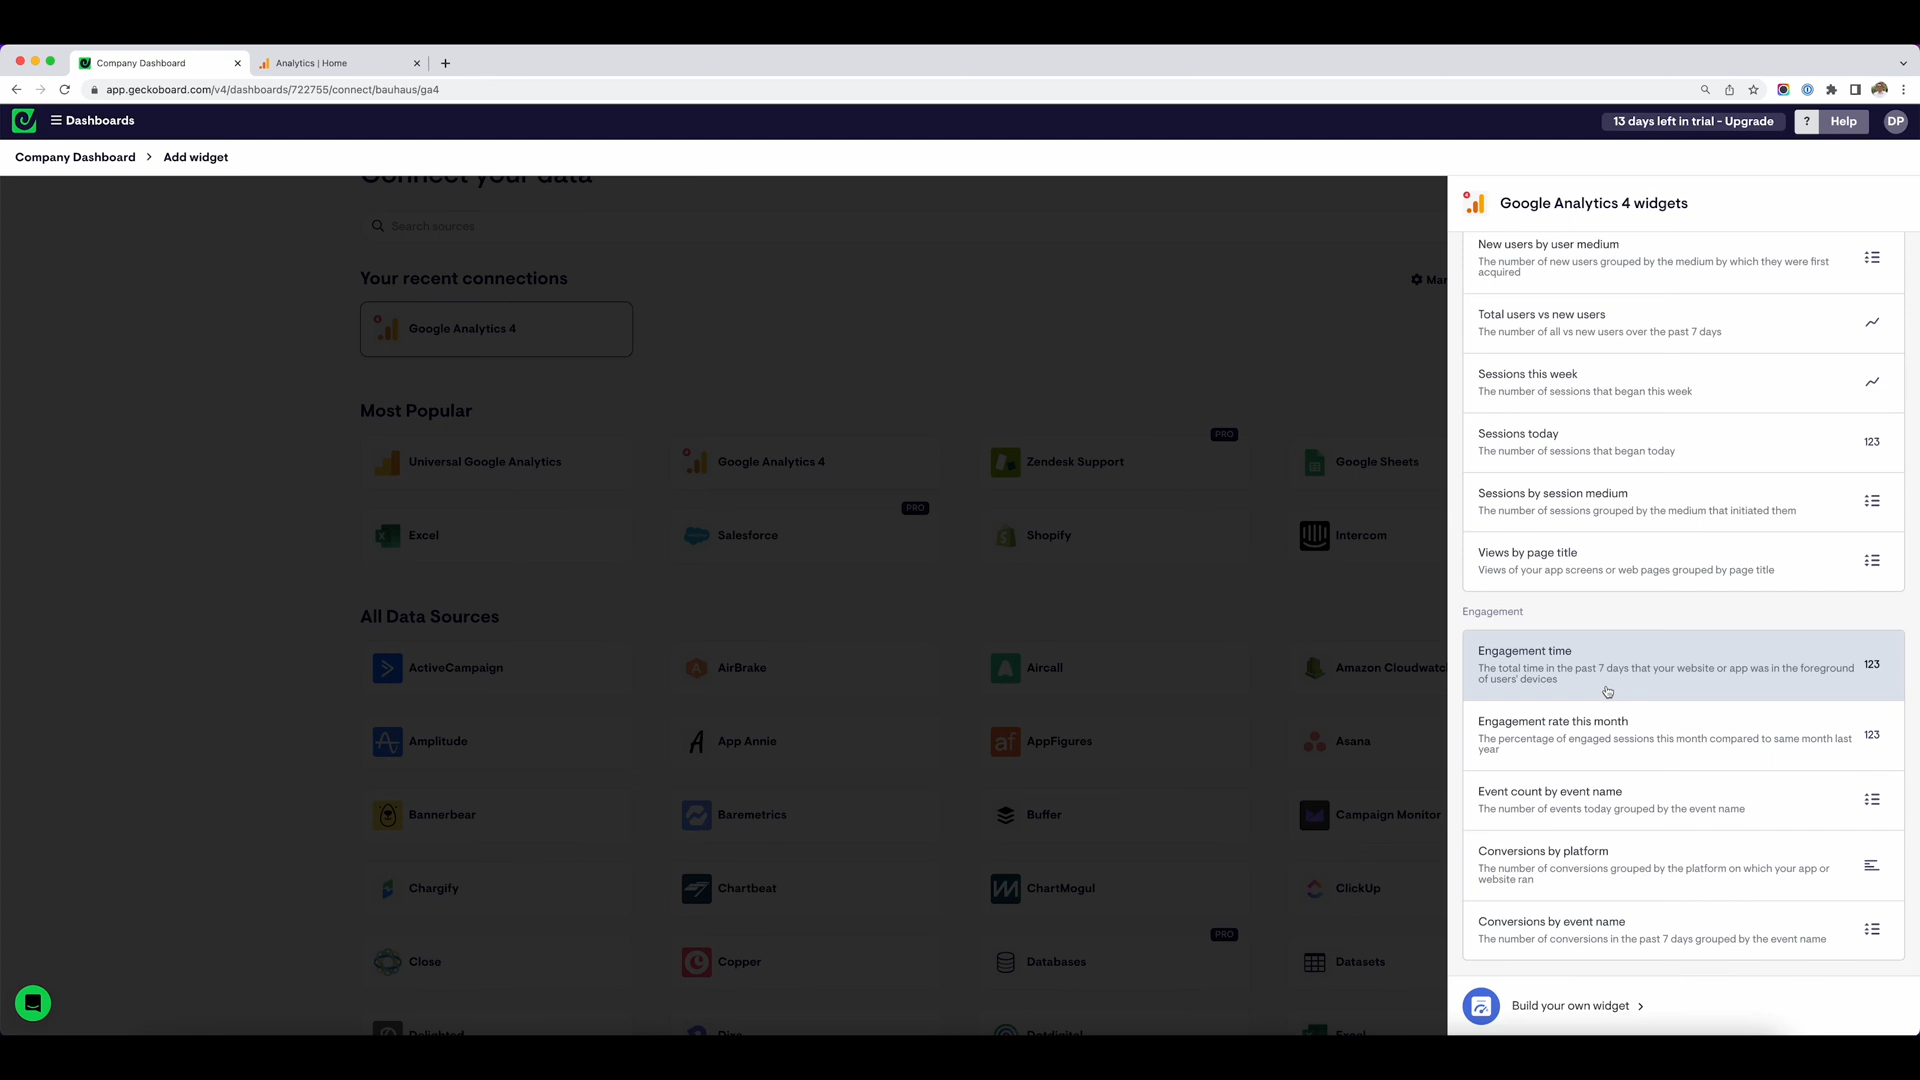 Company Dashboard
Analytics | Home
app.geckoboard.com/v4/dashboards/722755/connect/bauhaus/ga4
Dashboards
13 days left in trial - Upgrade
? Help
DP
Company Dashboard > Add widget
Connect your data
Search sources
Your recent connections
Man
Google Analytics 4
Most Popular
Universal Google Analytics
Google Analytics 4
PRO
Zendesk Support
Google Sheets
Excel
PRO
Salesforce
Shopify
Intercom
All Data Sources
ActiveCampaign
AirBrake
Aircall
Amazon Cloudwatc
Amplitude
App Annie
af
AppFigures
Asana
Bannerbear
Baremetrics
Buffer
Campaign Monitor
Chargify
Chartbeat
ChartMogul
ClickUp
Close
Copper
PRO
Databases
Datasets
Delighted
Dixa
Dotdigital
Excel
Google Analytics 4 widgets
New users by user medium
The number of new users grouped by the medium by which they were first
acquired
Total users vs new users
The number of all vs new users over the past 7 days
Sessions this week
The number of sessions that began this week
Sessions today
The number of sessions that began today
123
Sessions by session medium
The number of sessions grouped by the medium that initiated them
Views by page title
Views of your app screens or web pages grouped by page title
Engagement
Engagement time
The total time in the past 7 days that your website or app was in the foreground
of users' devices
123
Engagement rate this month
The percentage of engaged sessions this month compared to same month last
year
123
Event count by event name
The number of events today grouped by the event name
Conversions by platform
The number of conversions grouped by the platform on which your app or
website ran
Conversions by event name
The number of conversions in the past 7 days grouped by the event name
Build your own widget >